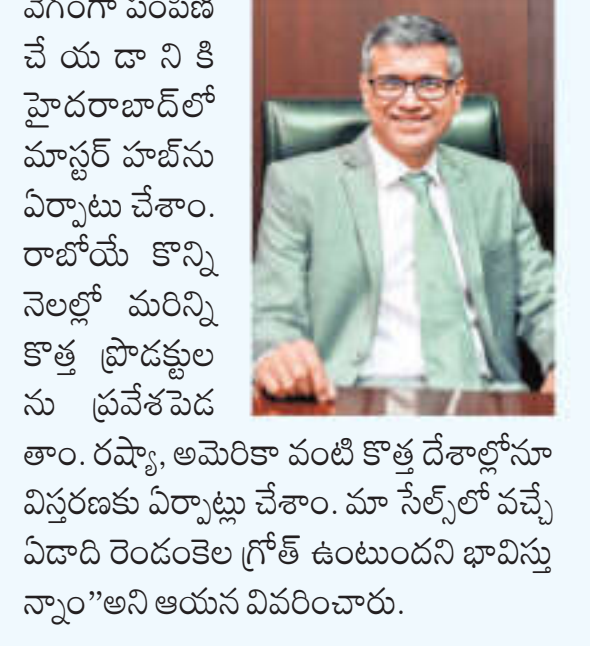 వేగంగా పంపిణీ
చే య డా ని కి
హైదరాబాద్‌లో
మాస్టర్ హబ్‌ను
ఏర్పాటు చేశాం.
రాబోయే కొన్ని
నెలల్లో మరిన్ని
కొత్త ప్రొడక్టుల
ను ప్రవేశపెడ
తాం. రష్యా, అమెరికా వంటి కొత్త దేశాల్లోనూ
విస్తరణకు ఏర్పాట్లు చేశాం. మా సేల్స్‌లో వచ్చే
ఏడాది రెండంకెల గ్రోత్ ఉంటుందని భావిస్తు
న్నాం”అని ఆయన వివరించారు.